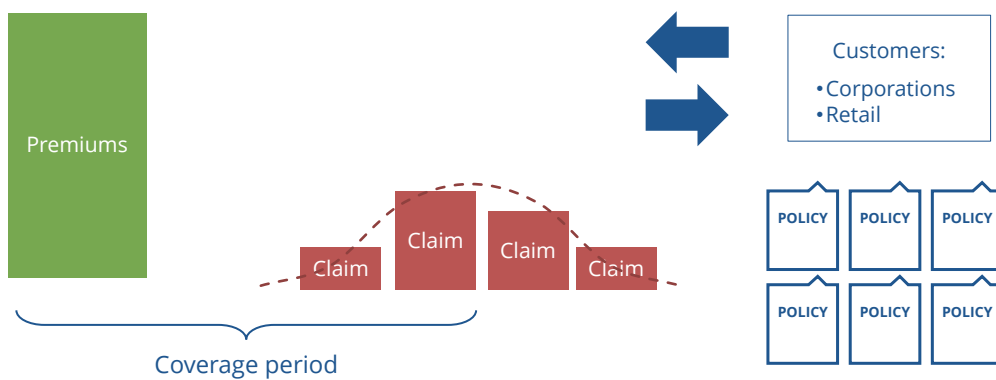 Premiums
Claim
Claim
Claim
Claim
Coverage period
Customers:
•Corporations
•Retail
POLICY POLICY POLICY
POLICY POLICY POLICY